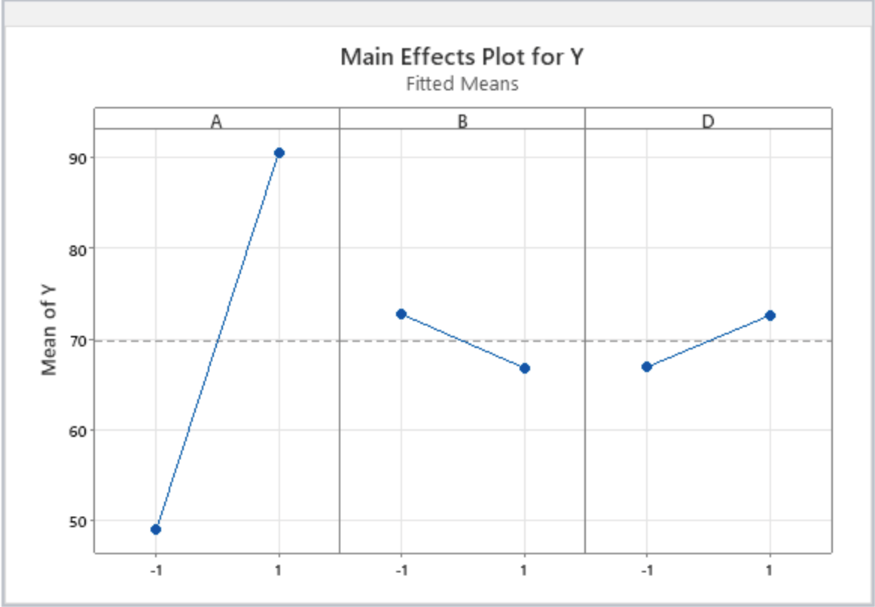 Main Effects Plot for Y
Fitted Means
A B D
Mean of Y
90
80
70
60
50
-1 1 -1 1 -1 1